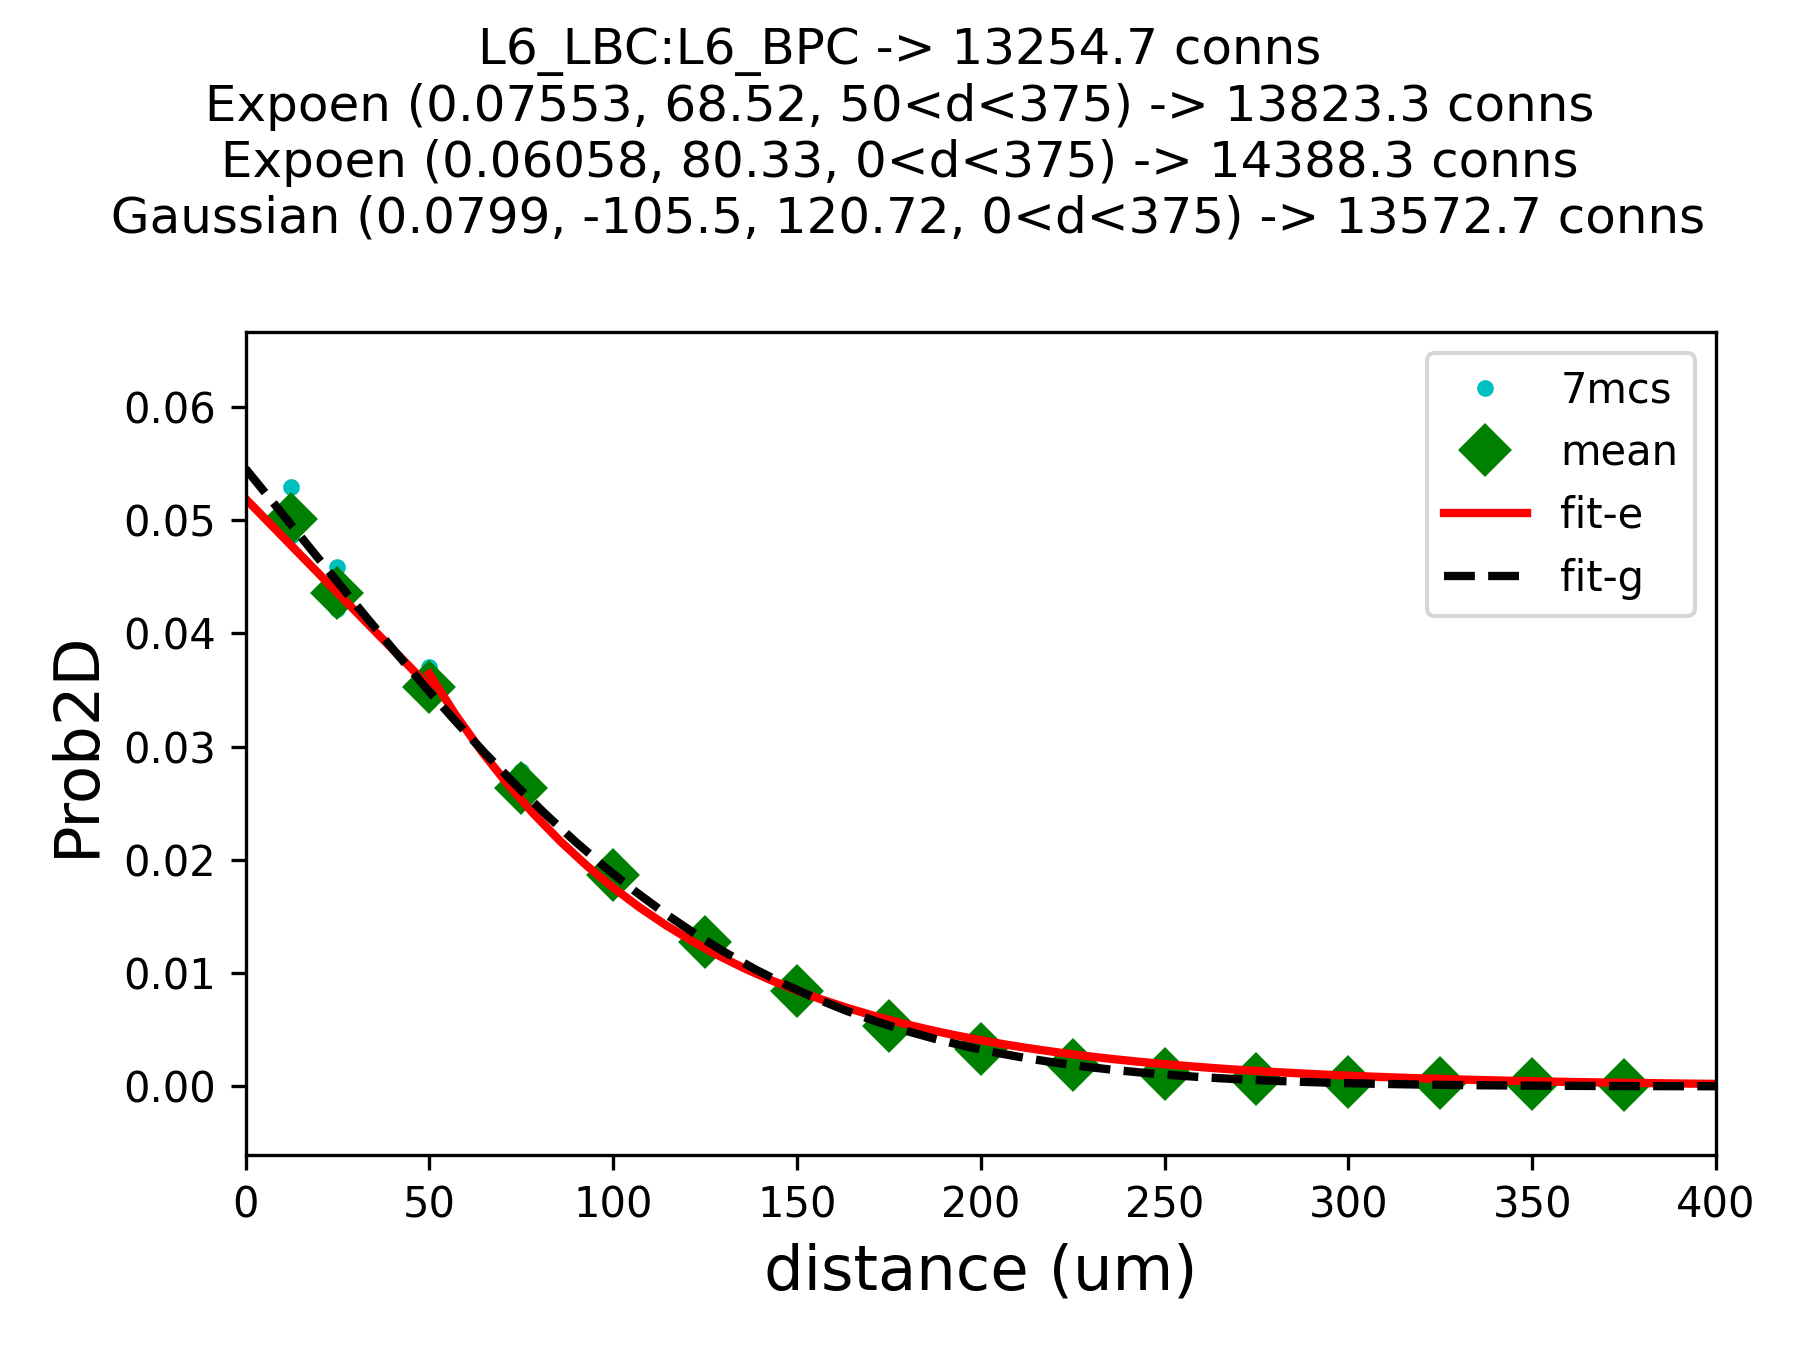 L6_LBC:L6_BPC -> 13254.7 conns
Expoen (0.07553, 68.52, 50<d<375) -> 13823.3 conns
Expoen (0.06058, 80.33, 0<d<375) -> 14388.3 conns
Gaussian (0.0799, -105.5, 120.72, 0<d<375) -> 13572.7 conns
7mcs
mean
fit-e
fit-g
Prob2D
0.06
0.05
0.04
0.03
0.02
0.01
0.00
0 50 100 150 200 250 300 350 400
distance (um)